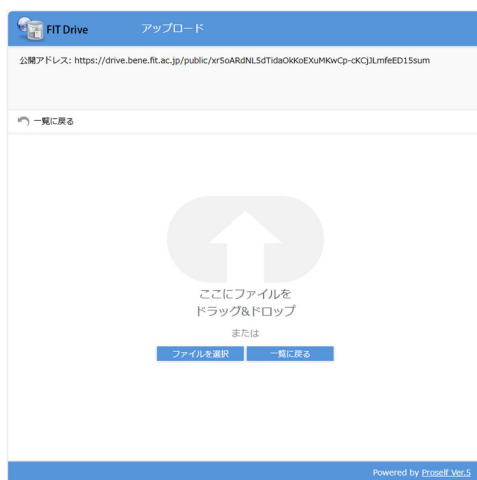 FIT Drive
アップロード
公開アドレス: https://drive.bene.fit.ac.jp/public/xrSoARdNL5dTidaOkKoEXuMKwCp-cKCjJLmfeED15sum
一覧に戻る
ここにファイルを
ドラッグ&ドロップ
または
ファイルを選択
一覧に戻る
Powered by Proself Ver.5